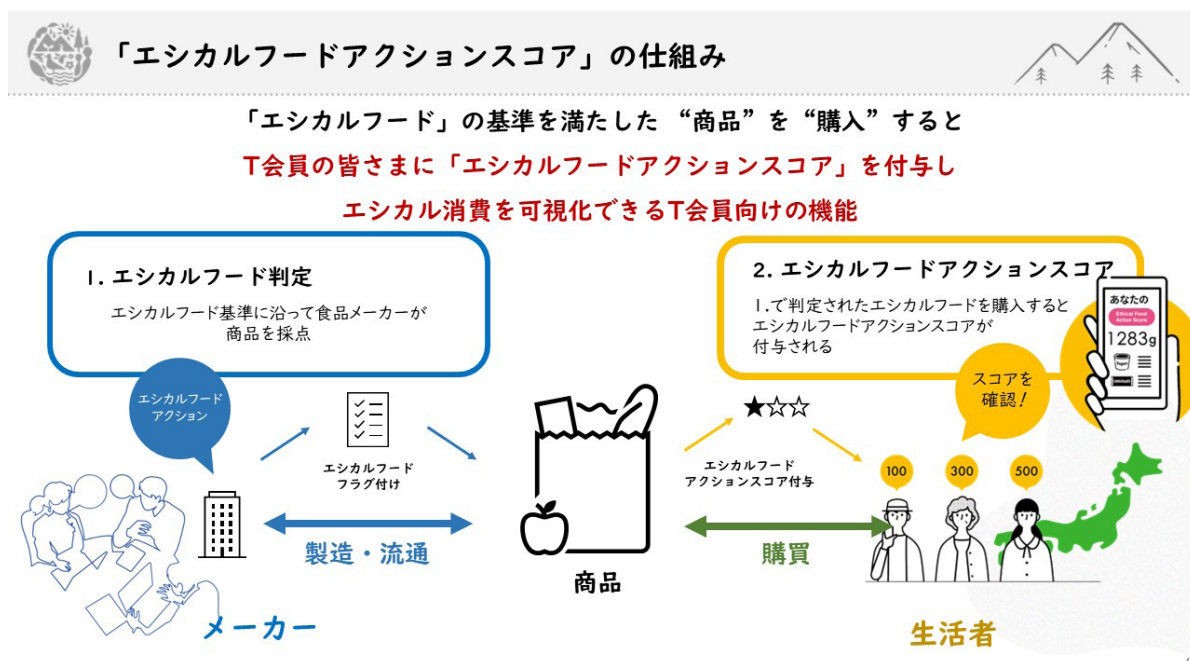 「エシカルフードアクションスコア」の仕組み
「エシカルフード」の基準を満たした “商品”を“購入”すると
T会員の皆さまに「エシカルフードアクションスコア」を付与し
エシカル消費を可視化できるT会員向けの機能
1. エシカルフード判定
エシカルフード基準に沿って食品メーカーが
商品を採点
2. エシカルフードアクションスコア
1.で判定されたエシカルフードを購入すると
エシカルフードアクションスコアが
付与される
あなたの
Ethical Food
Action Score
1283g
Yogurt
CHOCOLATE
エシカルフード
アクション
スコアを
確認!
★☆☆
エシカルフード
フラグ付け
エシカルフード
アクションスコア付与
100
300
500
製造・流通
商品
購買
メーカー
生活者